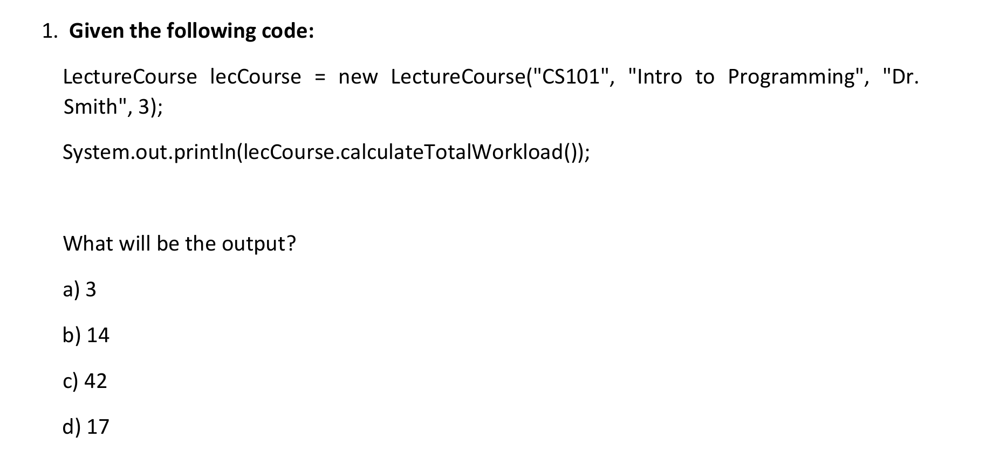 1. Given the following code:
LectureCourse lecCourse = new LectureCourse("CS101", "Intro to Programming", "Dr.
Smith", 3);
System.out.println(lecCourse.calculateTotalWorkload());
What will be the output?
a) 3
b) 14
c) 42
d) 17